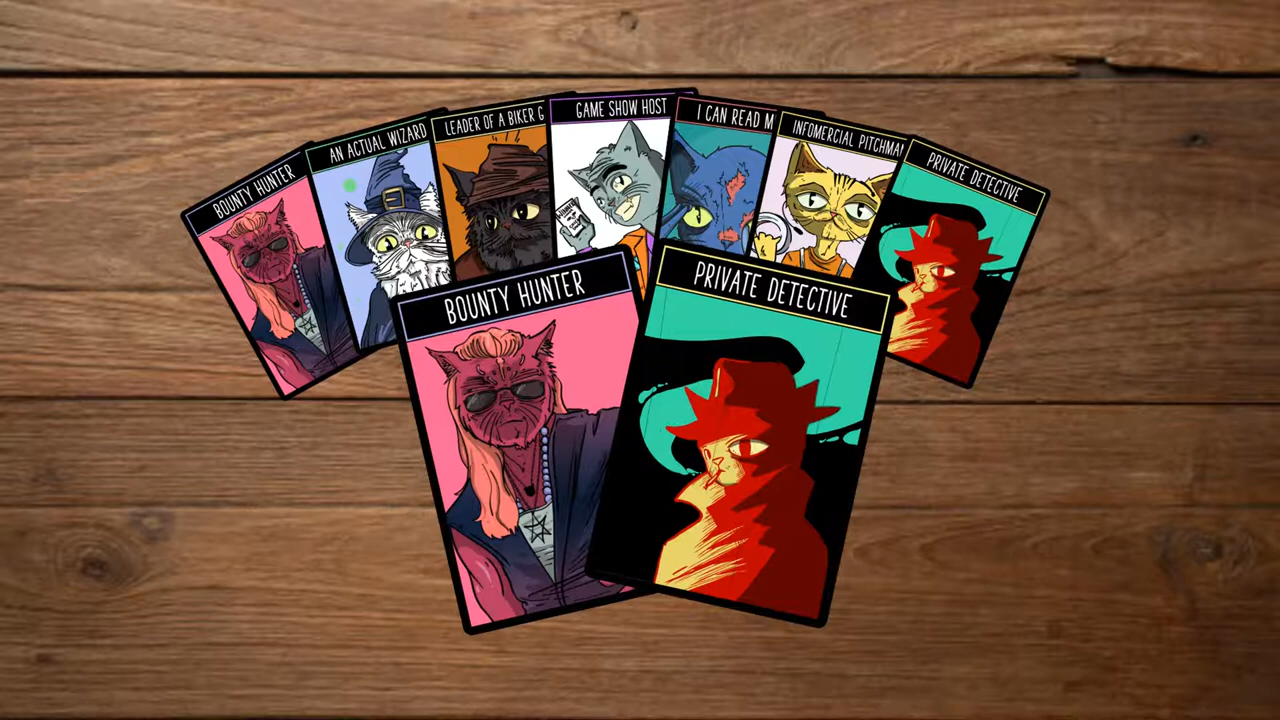 BOUNTY HUNTER
AN ACTUAL WIZARD
LEADER OF A BIKER G
GAME SHOW HOST
I CAN READ M
INFOMERCIAL PITCHMA
PRIVATE DETECTIVE
BOUNTY HUNTER
PRIVATE DETECTIVE